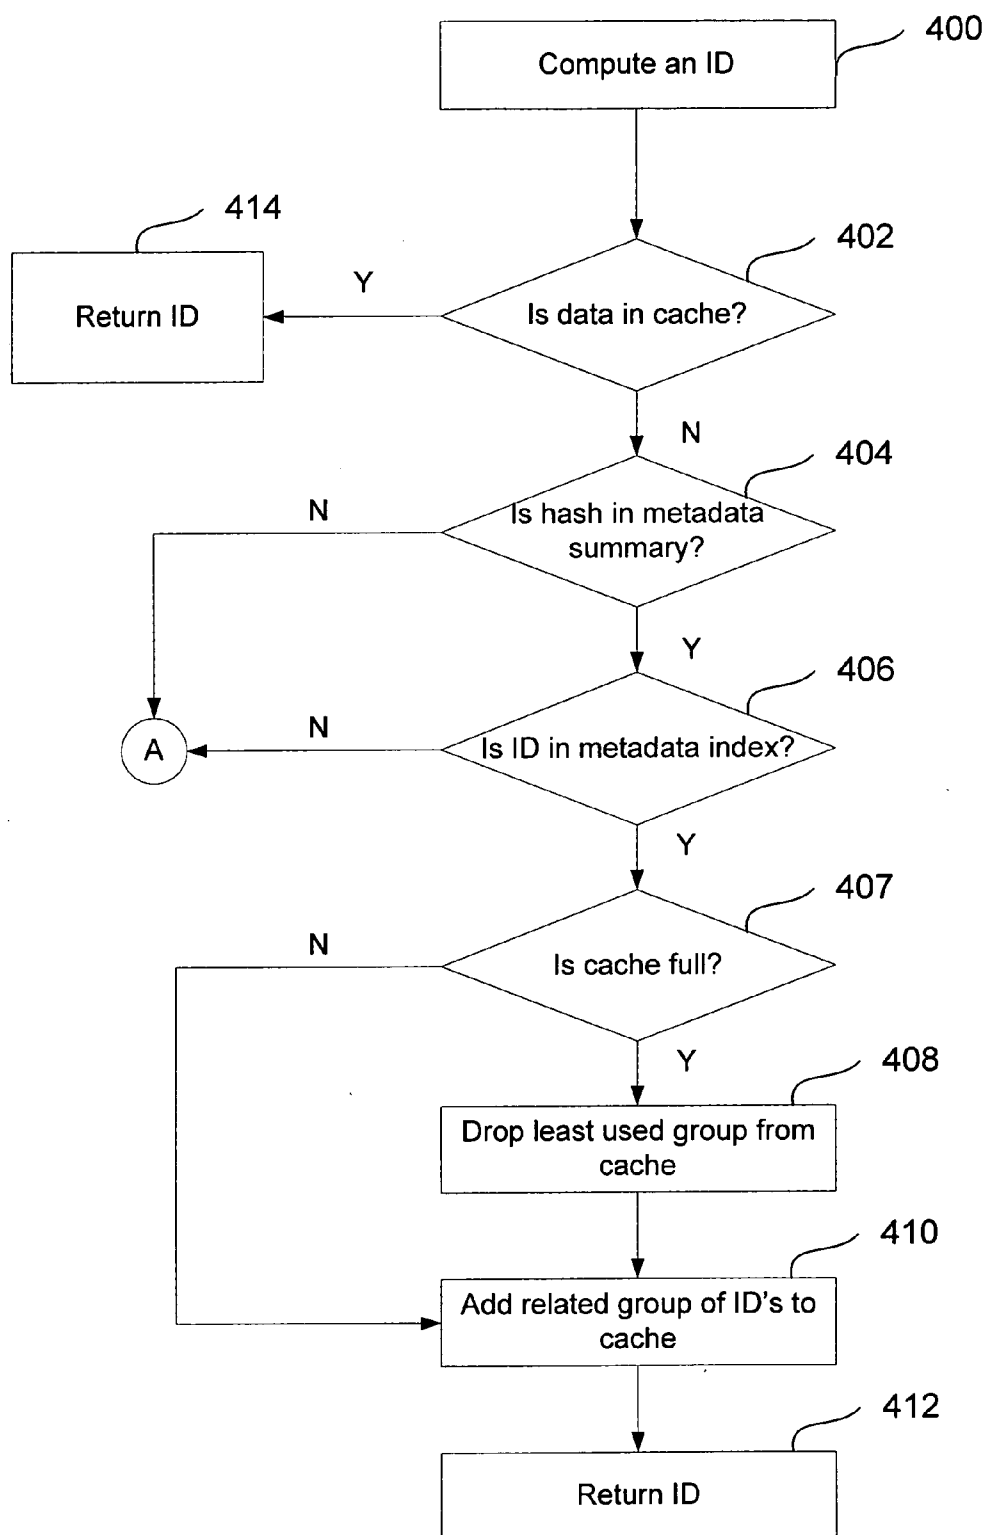 400
Compute an ID
414
402
Y
Return ID
Is data in cache?
N
404
N
Is hash in metadata
summary?
Y
406
N
A
Is ID in metadata index?
Y
407
N
Is cache full?
Y
408
Drop least used group from
cache
410
Add related group of ID's to
cache
412
Return ID